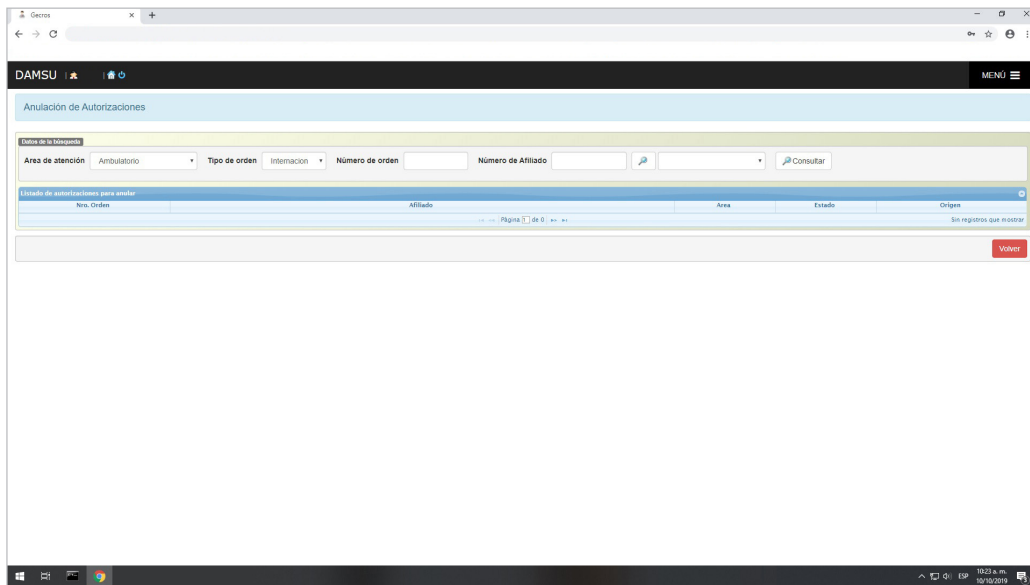 Gecros
DAMSU | |
MENÚ
Anulación de Autorizaciones
Datos de la búsqueda
Area de atención Ambulatorio Tipo de orden Internacion Número de orden Número de Afiliado Consultar
Listado de autorizaciones para anular
Nro. Orden Afiliado Area Estado Origen
Página 1 de 0 Sin registros que mostrar
Volver
ESP 10:23 a. m.
10/10/2019